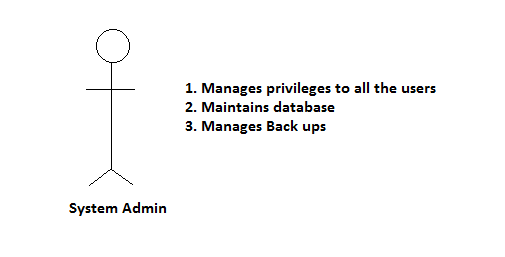 1. Manages privileges to all the users
2. Maintains database
3. Manages Back ups
System Admin